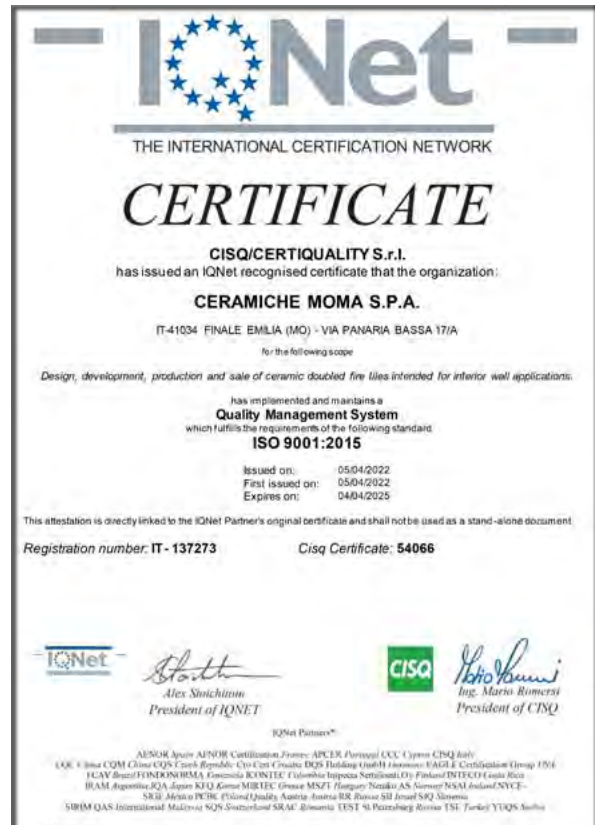 IQNet
THE INTERNATIONAL CERTIFICATION NETWORK
CERTIFICATE
CISQ/CERTIQUALITY S.r.l.
has issued an IQNet recognised certificate that the organization:
CERAMICHE MOMA S.P.A.
IT-41034 FINALE EMILIA (MO) - VIA PANARIA BASSA 17/A
for the following scope
Design, development, production and sale of ceramic doubled fire tiles intended for interior wall applications.
has implemented and maintains a
Quality Management System
which fulfills the requirements of the following standard
ISO 9001:2015
Issued on: 05/04/2022
First issued on: 05/04/2022
Expires on: 04/04/2025
This attestation is directly linked to the IQNet Partner's original certificate and shall not be used as a stand-alone document
Registration number: IT - 137273 Cisq Certificate: 54066
IQNet
CISQ
Alex Stoichitoiu
President of IQNET
Ing. Mario Romersi
President of CISQ
IQNet Partners*:
AENOR Spain AFNOR Certification France APCER Portugal CCC Cyprus CISQ Italy
CQC China CQM China CQS Czech Republic Cro Cert Croatia DQS Holding GmbH Germany EAGLE Certification Group USA
FCAV Brazil FONDONORMA Venezuela ICONTEC Colombia Inspecta Sertifiointi Oy Finland INTECO Costa Rica
IRAM Argentina JQA Japan KFQ Korea MIRTEC Greece MSZT Hungary Nemko AS Norway NSAI Ireland NYCE-
SIGE México PCBC Poland Quality Austria Austria RR Russia SII Israel SIQ Slovenia
SIRIM QAS International Malaysia SQS Switzerland SRAC Romania TEST St Petersburg Russia TSE Turkey YUQS Serbia